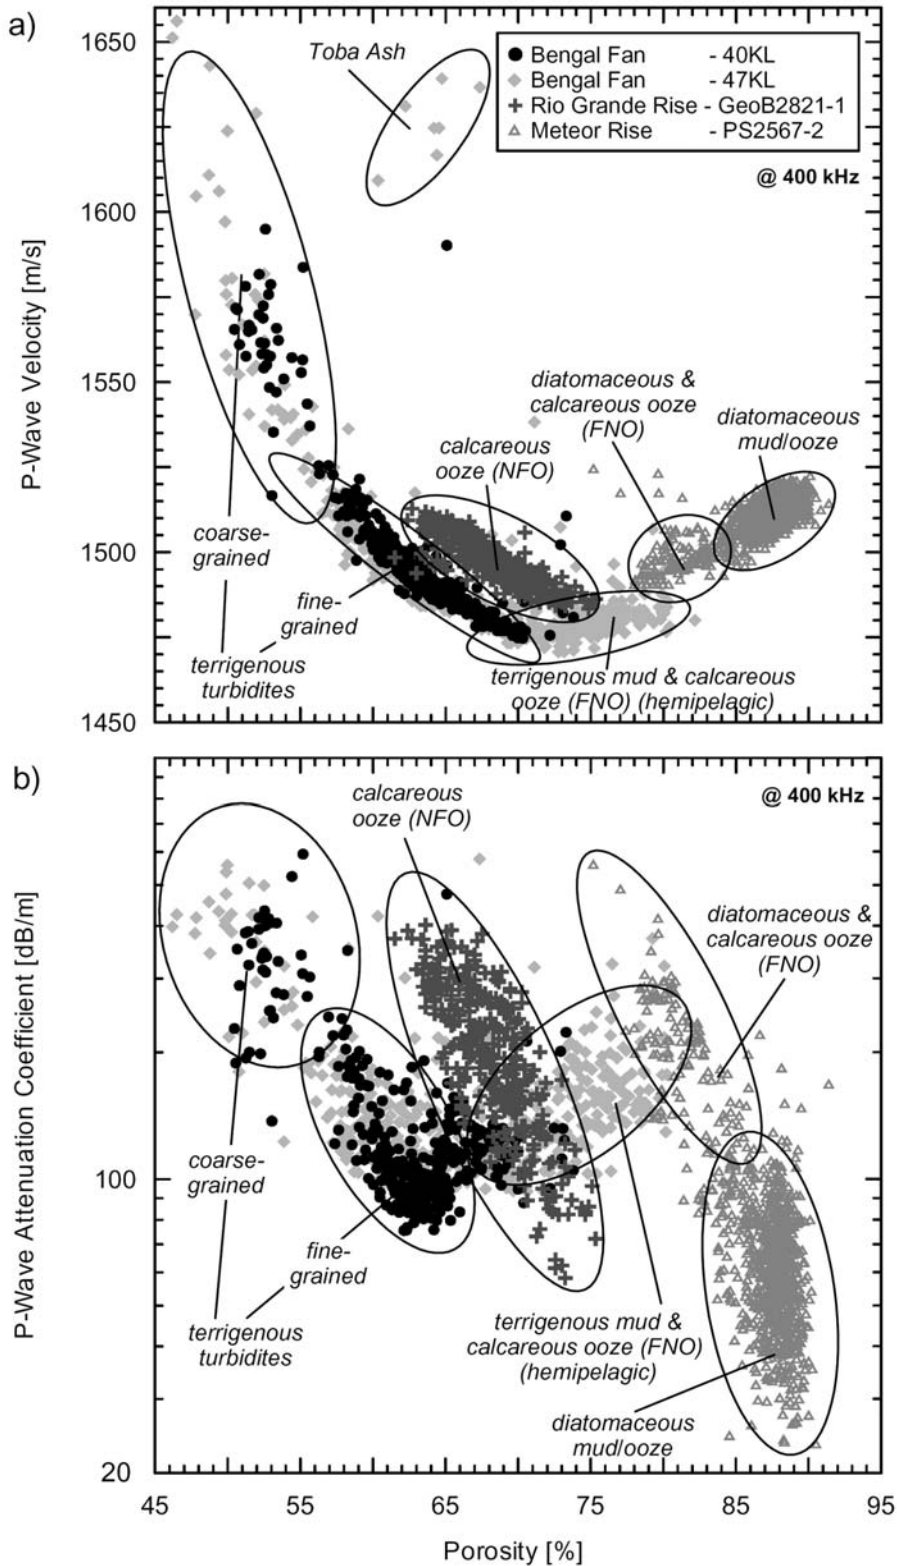 a)
1650
1600
1550
1500
1450
P-Wave Velocity [m/s]
Toba Ash
Bengal Fan - 40KL
Bengal Fan - 47KL
Rio Grande Rise - GeoB2821-1
Meteor Rise - PS2567-2
@ 400 kHz
diatomaceous &
calcareous ooze
(FNO)
diatomaceous
mud/ooze
calcareous
ooze (NFO)
coarse-
grained
fine-
grained
terrigenous
turbidites
terrigenous mud & calcareous
ooze (FNO) (hemipelagic)
b)
@ 400 kHz
calcareous
ooze (NFO)
diatomaceous &
calcareous ooze
(FNO)
P-Wave Attenuation Coefficient [dB/m]
100
20
coarse-
grained
fine-
grained
terrigenous
turbidites
terrigenous mud &
calcareous ooze (FNO)
(hemipelagic)
diatomaceous
mud/ooze
45 55 65 75 85 95
Porosity [%]